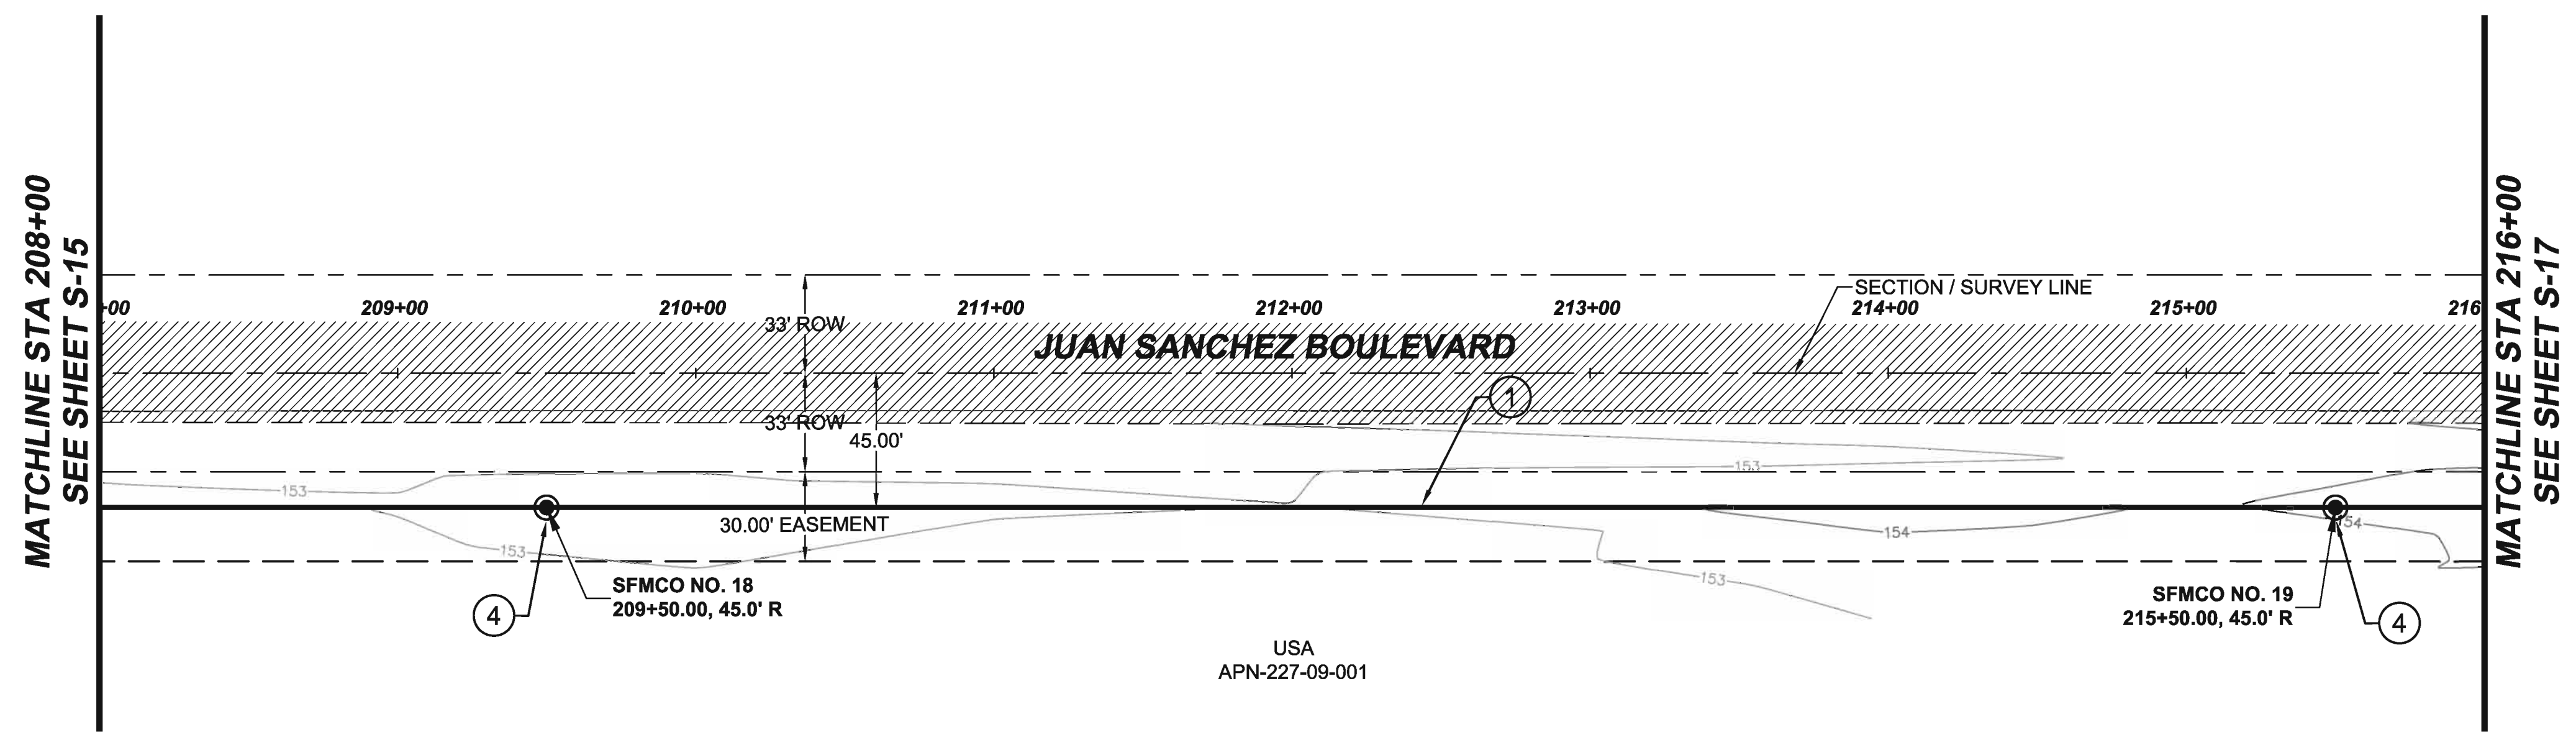 MATCHLINE STA 208+00
SEE SHEET S-15
+00
209+00
210+00
211+00
212+00
213+00
214+00
215+00
216
SECTION / SURVEY LINE
33' ROW
JUAN SANCHEZ BOULEVARD
1
33' ROW
45.00'
153
153
30.00' EASEMENT
153
154
154
153
SFMCO NO. 18
209+50.00, 45.0' R
4
SFMCO NO. 19
215+50.00, 45.0' R
4
USA
APN-227-09-001
MATCHLINE STA 216+00
SEE SHEET S-17